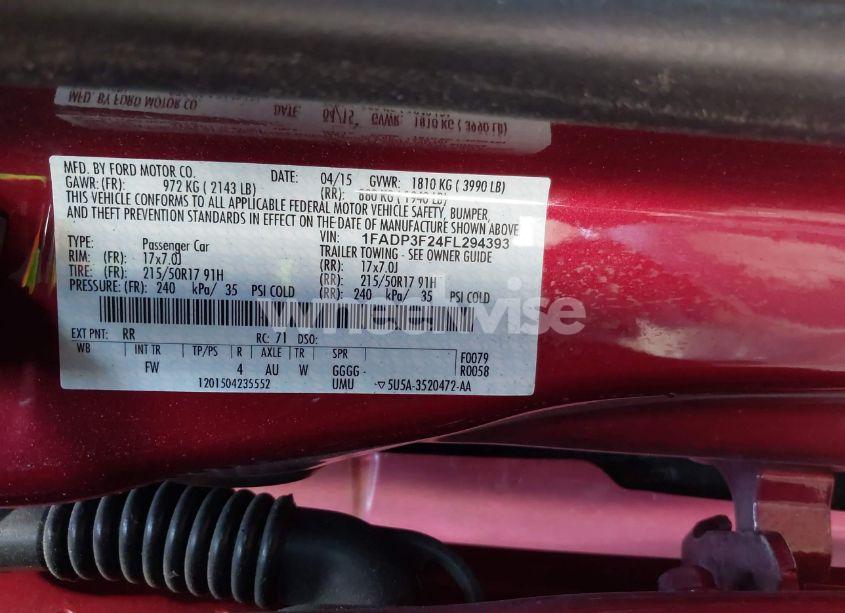 MFD. BY FORD MOTOR CO. DATE: 04/15 GVWR: 1810 KG ( 3990 LB)
GAWR: (FR): 972 KG ( 2143 LB) (RR): 880 KG ( 1940 LB)
THIS VEHICLE CONFORMS TO ALL APPLICABLE FEDERAL MOTOR VEHICLE SAFETY, BUMPER,
AND THEFT PREVENTION STANDARDS IN EFFECT ON THE DATE OF MANUFACTURE SHOWN ABOVE
VIN: 1FADP3F24FL294393
TYPE: Passenger Car TRAILER TOWING - SEE OWNER GUIDE
RIM: (FR): 17x7.0J (RR): 17x7.0J
TIRE: (FR): 215/50R17 91H (RR): 215/50R17 91H
PRESSURE: (FR): 240 kPa/ 35 PSI COLD (RR): 240 kPa/ 35 PSI COLD
wheelwise
EXT PNT: RR RC: 71 DSO: F0079
WB INT TR TP/PS R AXLE TR SPR R0058
FW 4 AU W GGGG -
1201504235552 UMU ▽5U5A-3520472-AA